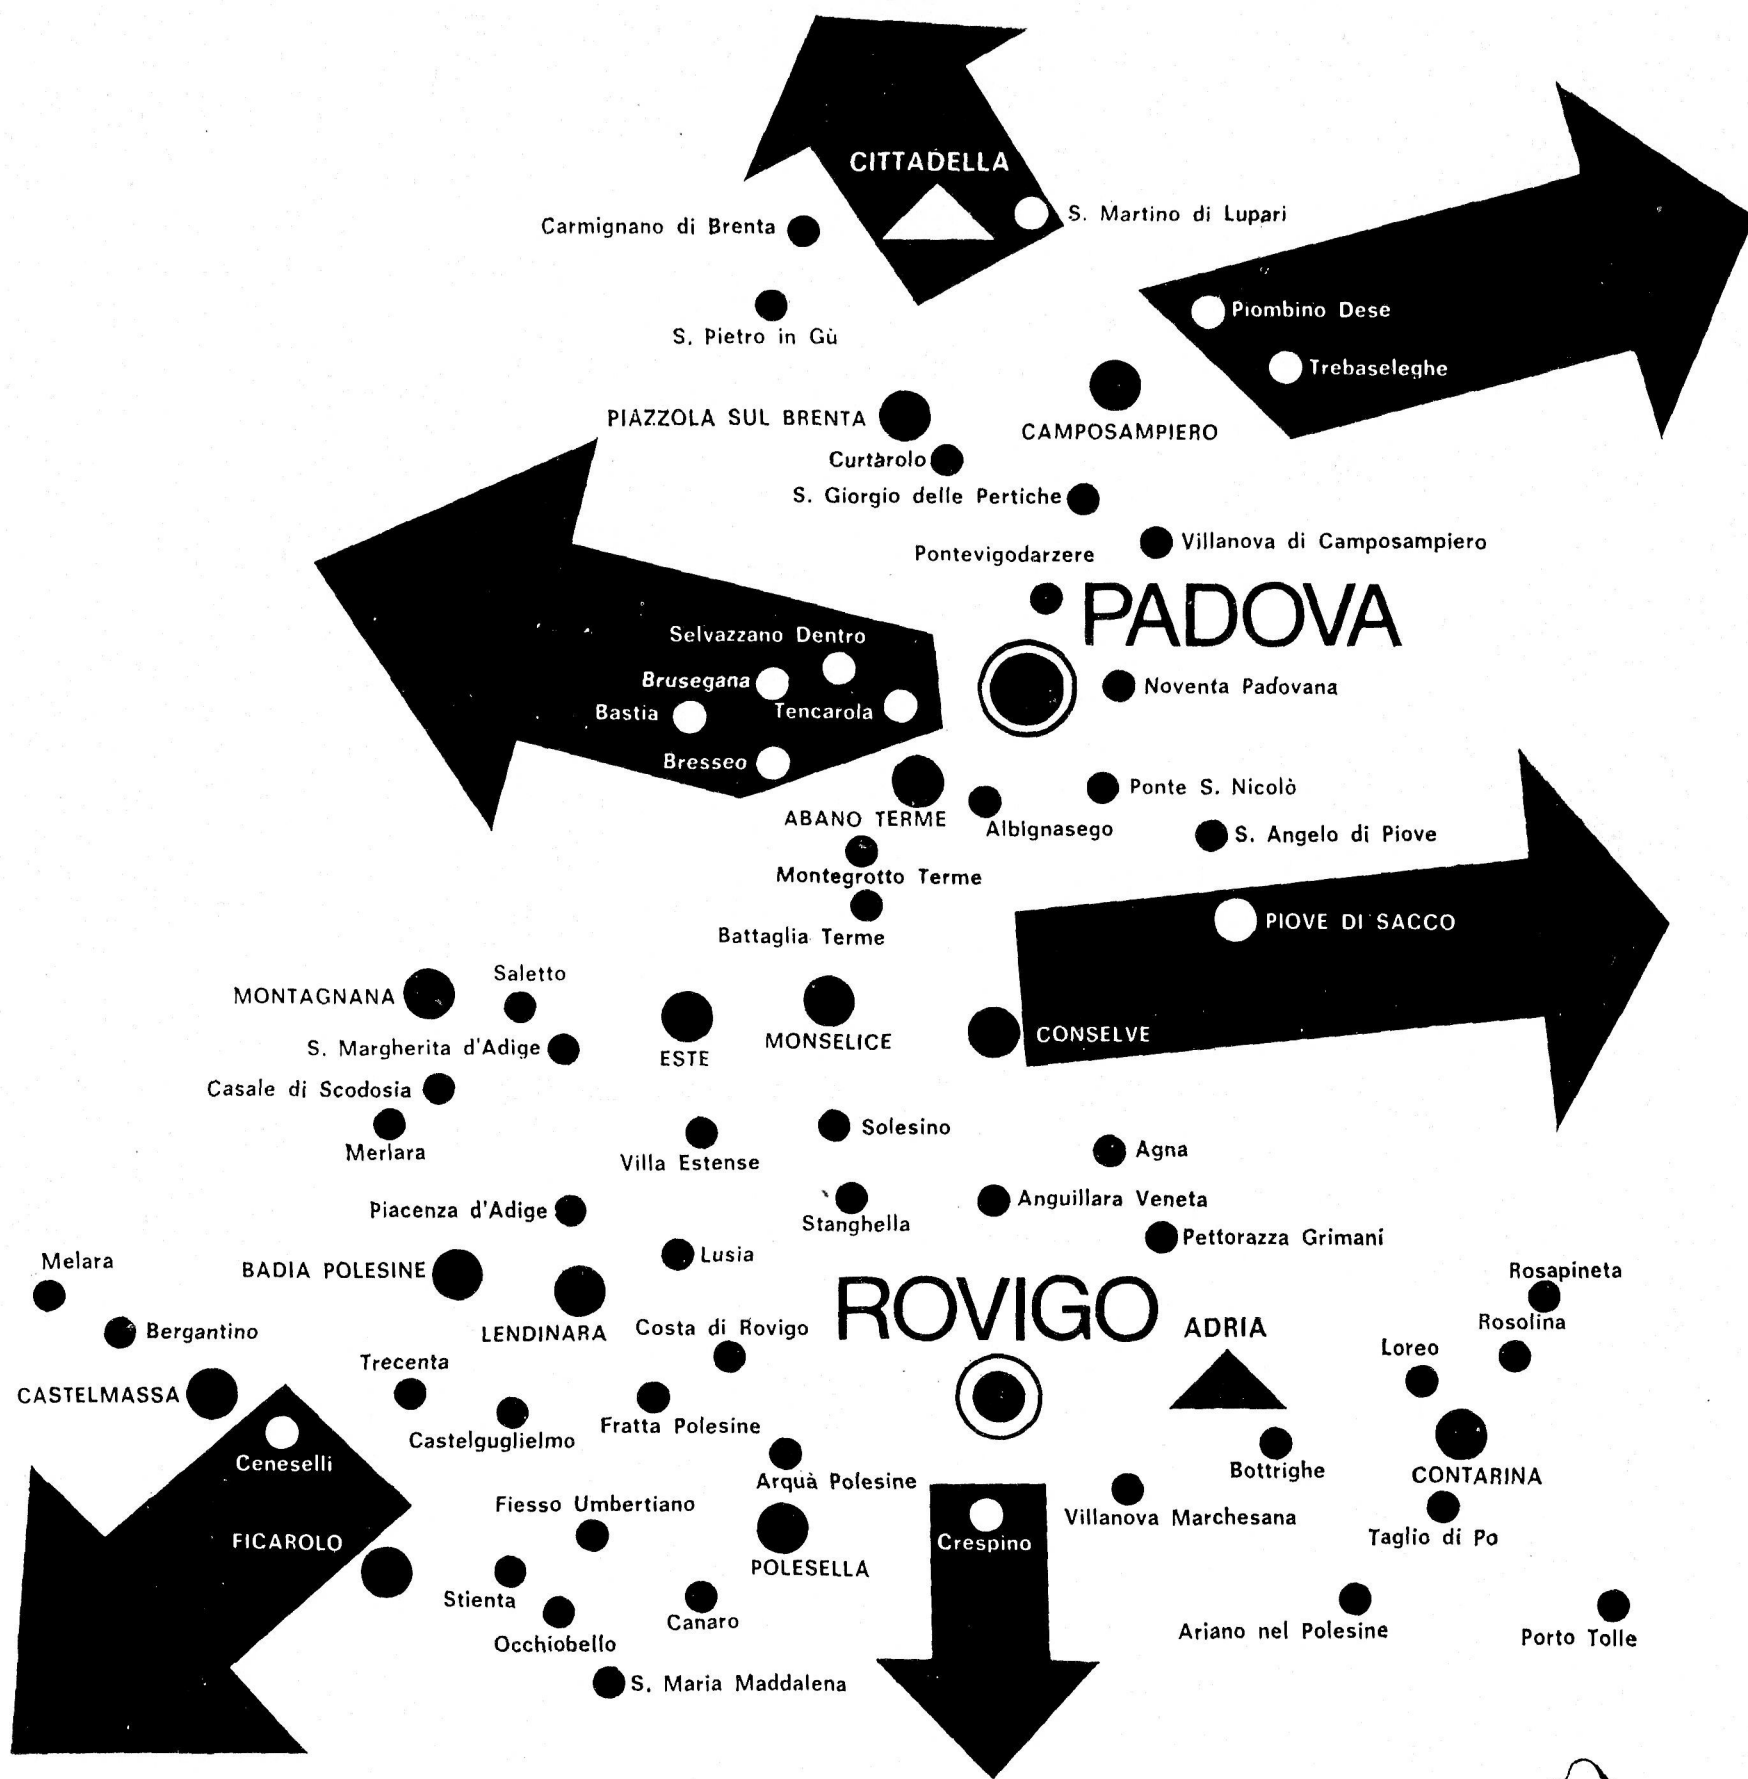 CITTADELLA
S. Martino di Lupari
Carmignano di Brenta
S. Pietro in Gù
Piombino Dese
Trebaseleghe
PIAZZOLA SUL BRENTA
CAMPOSAMPIERO
Curtarolo
S. Giorgio delle Pertiche
Villanova di Camposampiero
Pontevigodarzere
PADOVA
Selvazzano Dentro
Brusegana
Noventa Padovana
Bastia
Tencarola
Bresseo
Ponte S. Nicolò
ABANO TERME
Albignasego
S. Angelo di Piove
Montegrotto Terme
PIOVE DI SACCO
Battaglia Terme
Saletto
MONTAGNANA
CONSELVE
MONSELICE
S. Margherita d'Adige
ESTE
Casale di Scodosia
Solesino
Agna
Merlara
Villa Estense
Anguillara Veneta
Piacenza d'Adige
Stanghella
Pettorazza Grimani
Lusia
Melara
BADIA POLESINE
Rosapineta
ROVIGO
Rosolina
ADRIA
Costa di Rovigo
Bergantino
LENDINARA
Loreo
Trecenta
CASTELMASSA
Fratta Polesine
Castelguglielmo
Ceneselli
Bottrighe
CONTARINA
Arquà Polesine
Fiesso Umbertiano
Villanova Marchesana
Taglio di Po
FICAROLO
Crespino
POLESELLA
Stienta
Canaro
Ariano nel Polesine
Porto Tolle
Occhiobello
S. Maria Maddalena